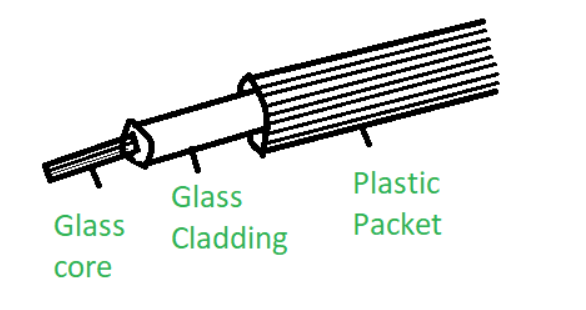 Glass
core
Glass
Cladding
Plastic
Packet